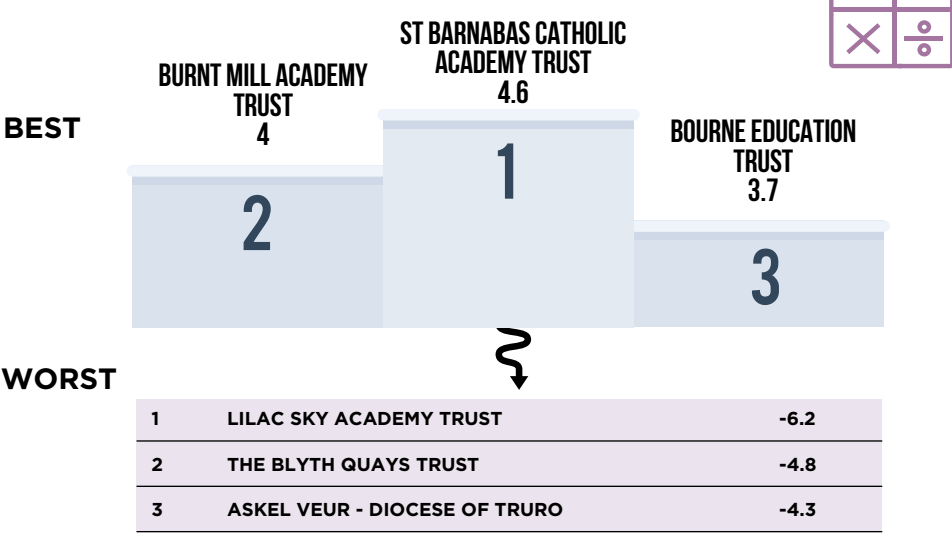 ST BARNABAS CATHOLIC
ACADEMY TRUST
4.6
BURNT MILL ACADEMY
TRUST
4
BEST
BOURNE EDUCATION
TRUST
3.7
1
2
3
WORST
1 LILAC SKY ACADEMY TRUST -6.2
2 THE BLYTH QUAYS TRUST -4.8
3 ASKEL VEUR - DIOCESE OF TRURO -4.3